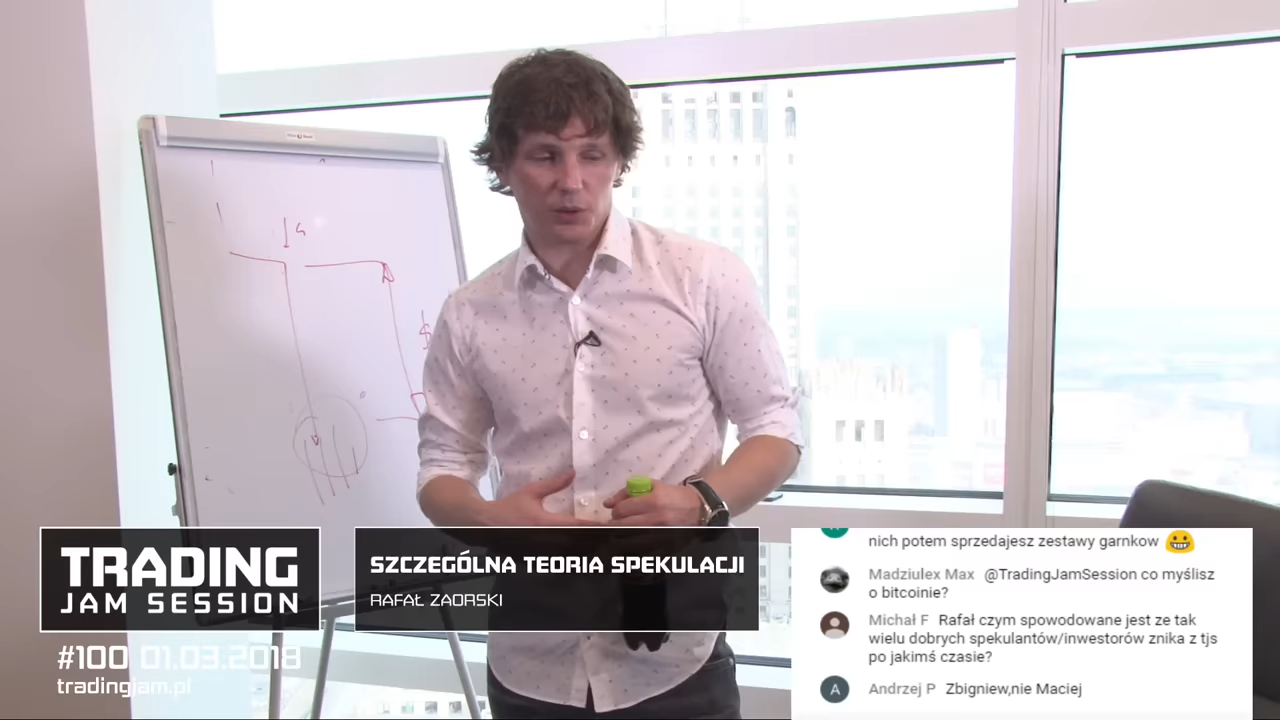 TRADING
JAM SESSION
#100 01.03.2018
tradingjam.pl
SZCZEGÓLNA TEORIA SPEKULACJI
RAFAŁ ZAORSKI
nich potem sprzedajesz zestawy garnkow
Madziulex Max @TradingJamSession co myślisz
o bitcoinie?
Michał F Rafał czym spowodowane jest ze tak
wielu dobrych spekulantów/inwestorów znika z tjs
po jakimś czasie?
A Andrzej P Zbigniew,nie Maciej